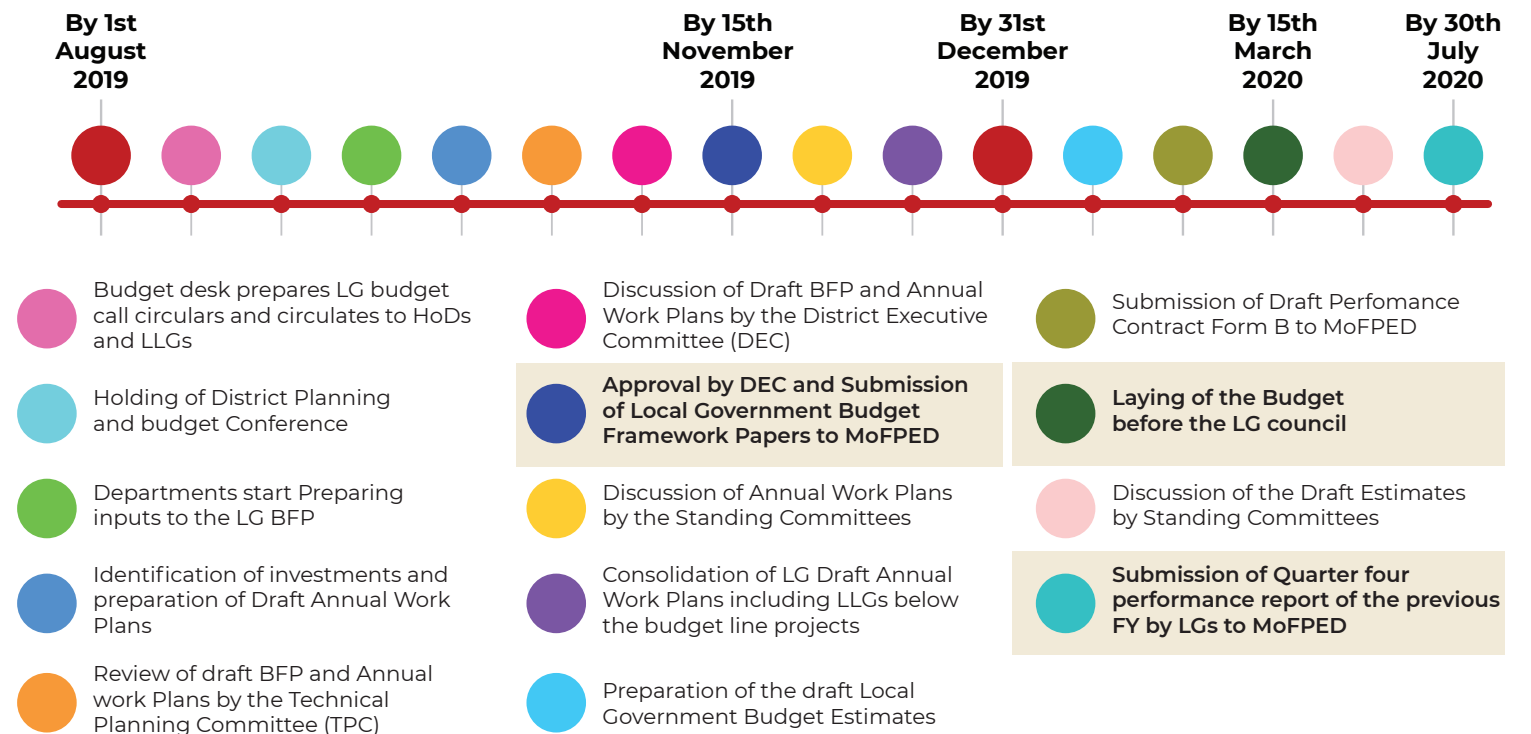 By 1st
August
2019
By 15th
November
2019
By 31st
December
2019
By 15th
March
2020
By 30th
July
2020
Budget desk prepares LG budget
call circulars and circulates to HoDs
and LLGs
Holding of District Planning
and budget Conference
Departments start Preparing
inputs to the LG BFP
Identification of investments and
preparation of Draft Annual Work
Plans
Review of draft BFP and Annual
work Plans by the Technical
Planning Committee (TPC)
Discussion of Draft BFP and Annual
Work Plans by the District Executive
Committee (DEC)
Approval by DEC and Submission
of Local Government Budget
Framework Papers to MoFPED
Discussion of Annual Work Plans
by the Standing Committees
Consolidation of LG Draft Annual
Work Plans including LLGs below
the budget line projects
Preparation of the draft Local
Government Budget Estimates
Submission of Draft Perfomance
Contract Form B to MoFPED
Laying of the Budget
before the LG council
Discussion of the Draft Estimates
by Standing Committees
Submission of Quarter four
performance report of the previous
FY by LGs to MoFPED